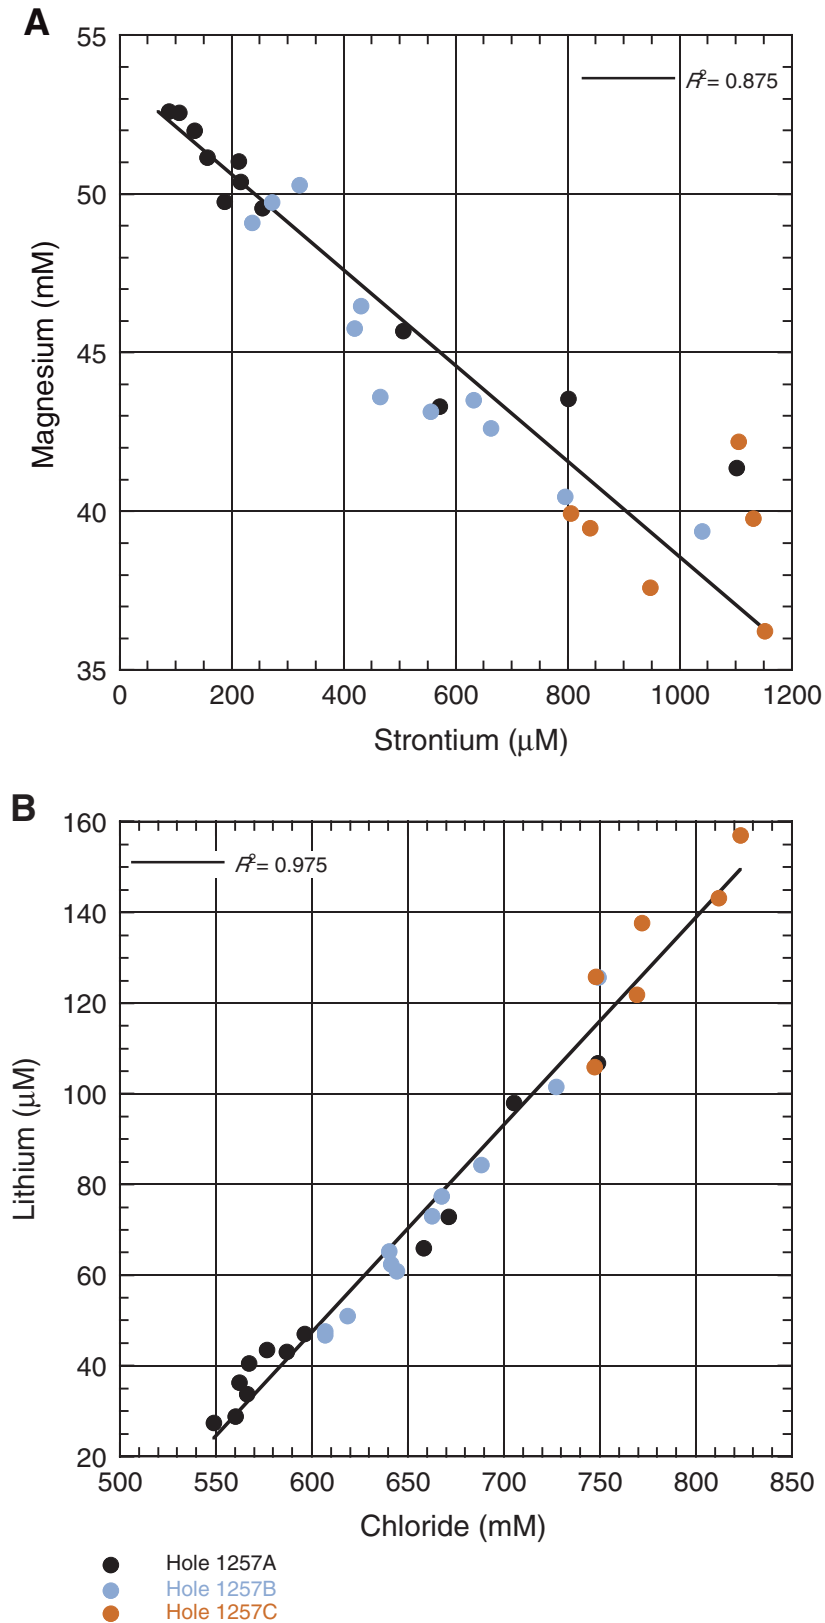 A
55
50
45
40
35
Magnesium (mM)
R²= 0.875
0 200 400 600 800 1000 1200
Strontium (μM)
B
160
140
120
100
80
60
40
20
Lithium (μM)
R²= 0.975
500 550 600 650 700 750 800 850
Chloride (mM)
Hole 1257A
Hole 1257B
Hole 1257C